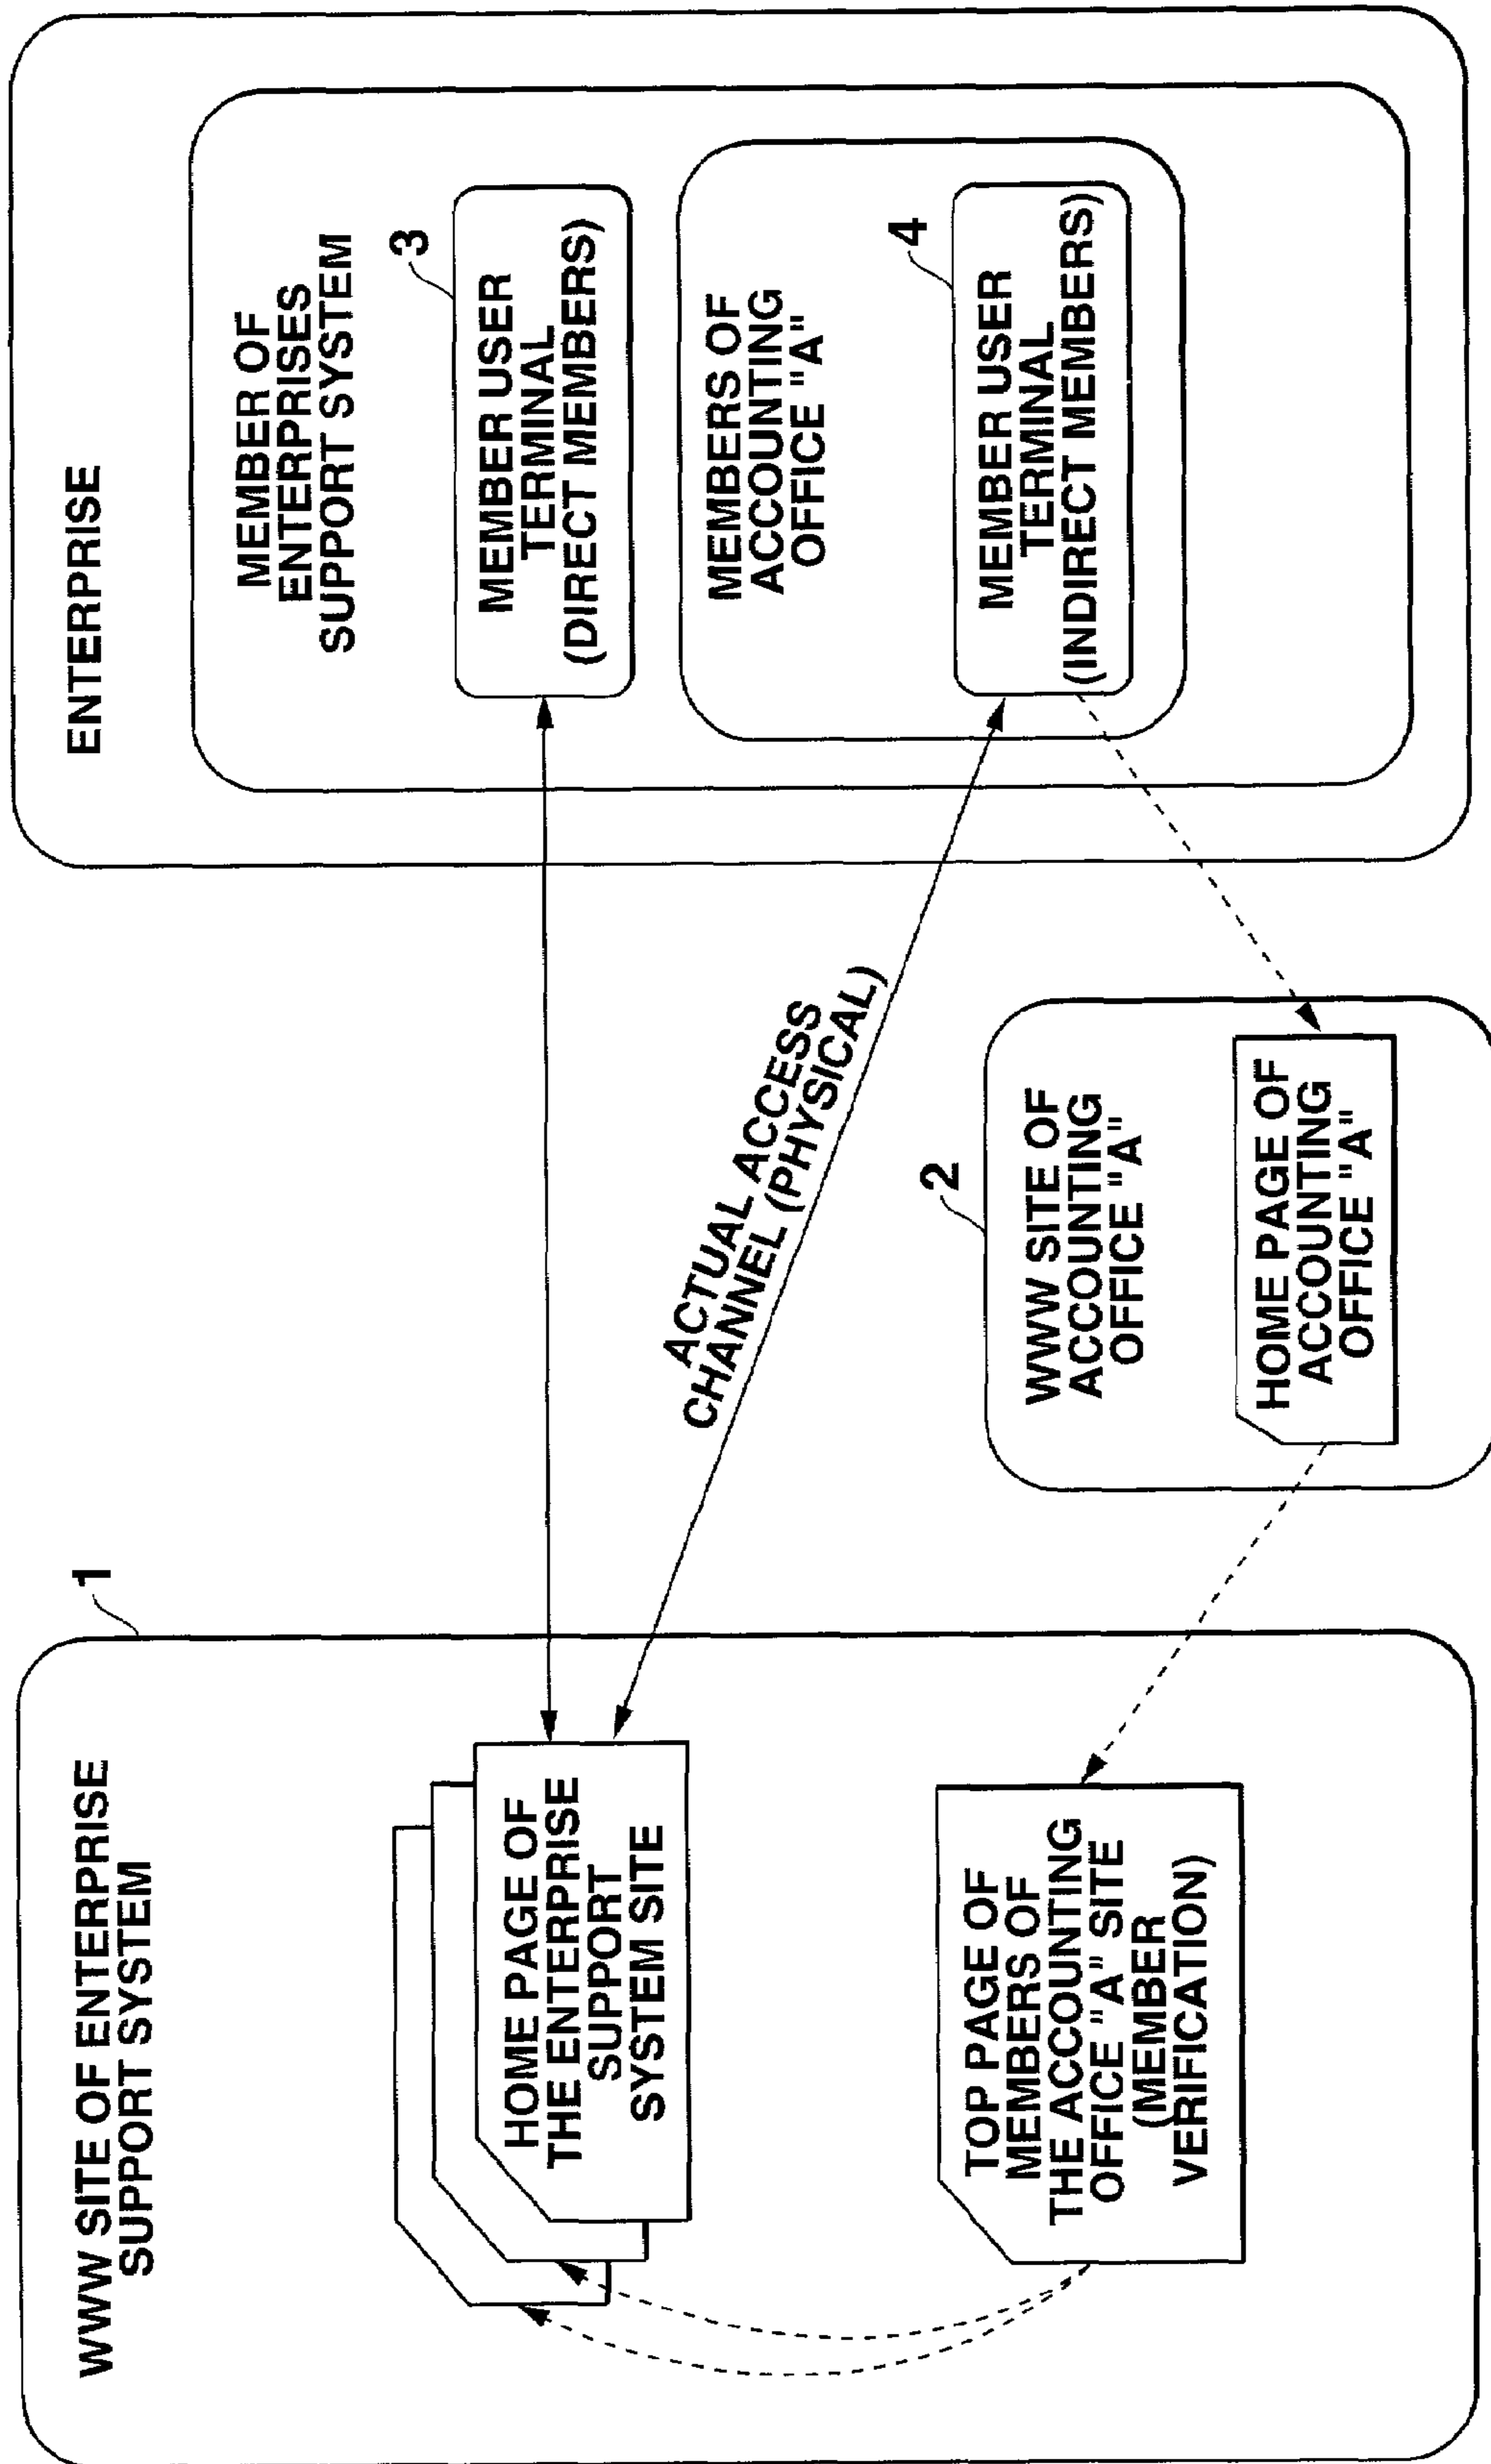 WWW SITE OF ENTERPRISE
SUPPORT SYSTEM
1
HOME PAGE OF
THE ENTERPRISE
SUPPORT
SYSTEM SITE
TOP PAGE OF
MEMBERS OF
THE ACCOUNTING
OFFICE "A" SITE
(MEMBER
VERIFICATION)
ACTUAL ACCESS
CHANNEL (PHYSICAL)
2
WWW SITE OF
ACCOUNTING
OFFICE "A"
HOME PAGE OF
ACCOUNTING
OFFICE "A"
ENTERPRISE
MEMBER OF
ENTERPRISES
SUPPORT SYSTEM
3
MEMBER USER
TERMINAL
(DIRECT MEMBERS)
MEMBERS OF
ACCOUNTING
OFFICE "A"
4
MEMBER USER
TERMINAL
(INDIRECT MEMBERS)